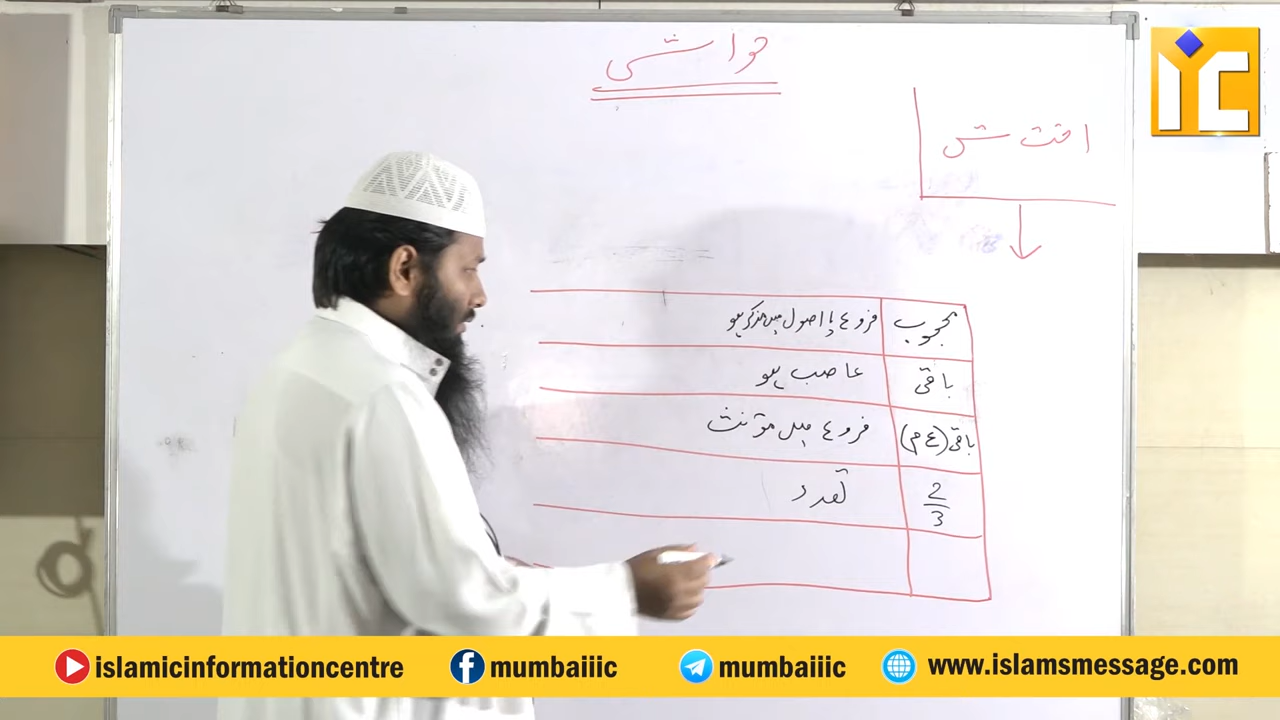 حواشی
اخت ش
محجوب فروع یا اصول میں مذکر ہو
باقی عاصب ہو
باقی (ع م) فروع میں مؤنث
2/3 تعدد
IYC
islamicinformationcentre mumbaiiic mumbaiiic www.islamsmessage.com